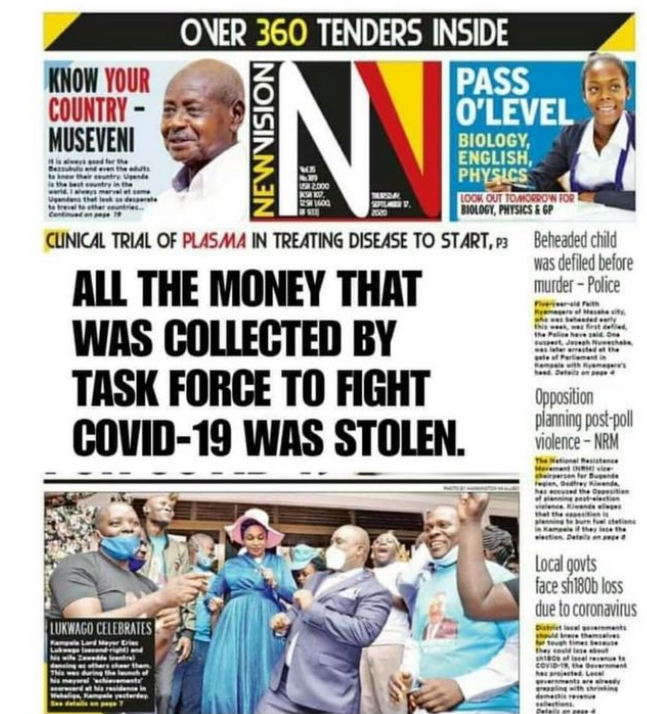 OVER 360 TENDERS INSIDE
KNOW YOUR
COUNTRY –
MUSEVENI
It is always good for the
Bazzukulu and even the adults
to know their country. Uganda
is the best country in the
world. I always marvel at some
Ugandans that look so desperate
to travel to other countries...
Continued on page 19
NEW VISION
NV
USH 2,000
THURSDAY,
SEPTEMBER 17,
2020
PASS
O'LEVEL
BIOLOGY,
ENGLISH,
PHYSICS
LOOK OUT TOMORROW FOR
BIOLOGY, PHYSICS & GP
CLINICAL TRIAL OF PLASMA IN TREATING DISEASE TO START, P3
ALL THE MONEY THAT
WAS COLLECTED BY
TASK FORCE TO FIGHT
COVID-19 WAS STOLEN.
LUKWAGO CELEBRATES
Kampala Lord Mayor Erias
Lukwago (second-right) and
his wife Zawedde (centre)
dancing as others cheer them.
This was during the launch of
his mayoral 'achievements'
scorecard at his residence in
Wakaliga, Kampala yesterday.
See details on page 7
Beheaded child
was defiled before
murder – Police
Five-year-old Faith
Kyamagero of Masaka city,
who was beheaded early
this week, was first defiled,
the Police have said. One
suspect, Joseph Nuwashaba,
was later arrested at the
gate of Parliament in
Kampala with Kyamagero's
head. Details on page 4
Opposition
planning post-poll
violence – NRM
The National Resistance
Movement (NRM) vice-
chairperson for Buganda
region, Godfrey Kiwanda,
has accused the Opposition
of planning post-election
violence. Kiwanda alleges
that the opposition is
planning to burn fuel stations
in Kampala if they lose the
election. Details on page 8
Local govts
face sh180b loss
due to coronavirus
District local governments
should brace themselves
for tough times because
they could lose about
sh180b of local revenue to
COVID-19, the Government
has projected. Local
governments are already
grappling with shrinking
domestic revenue
collections.
Details on page 4